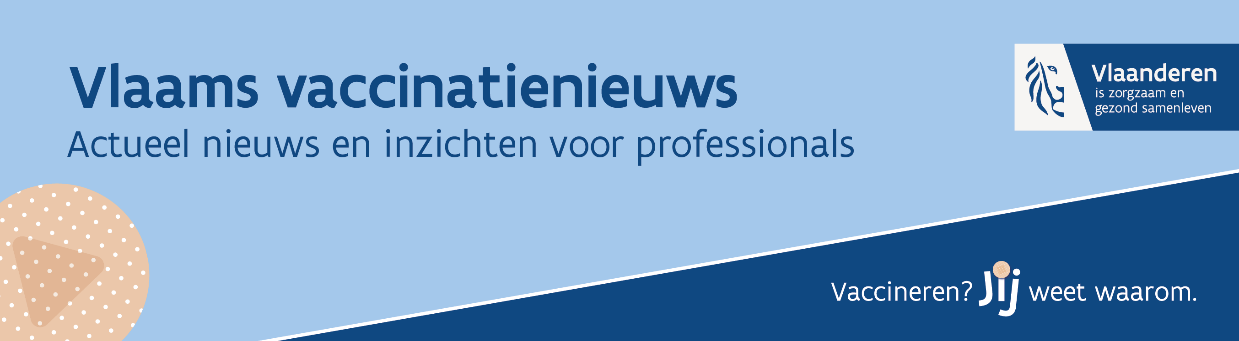 Vlaams vaccinatienieuws
Actueel nieuws en inzichten voor professionals
Vlaanderen
is zorgzaam en
gezond samenleven
Vaccineren? Jij weet waarom.